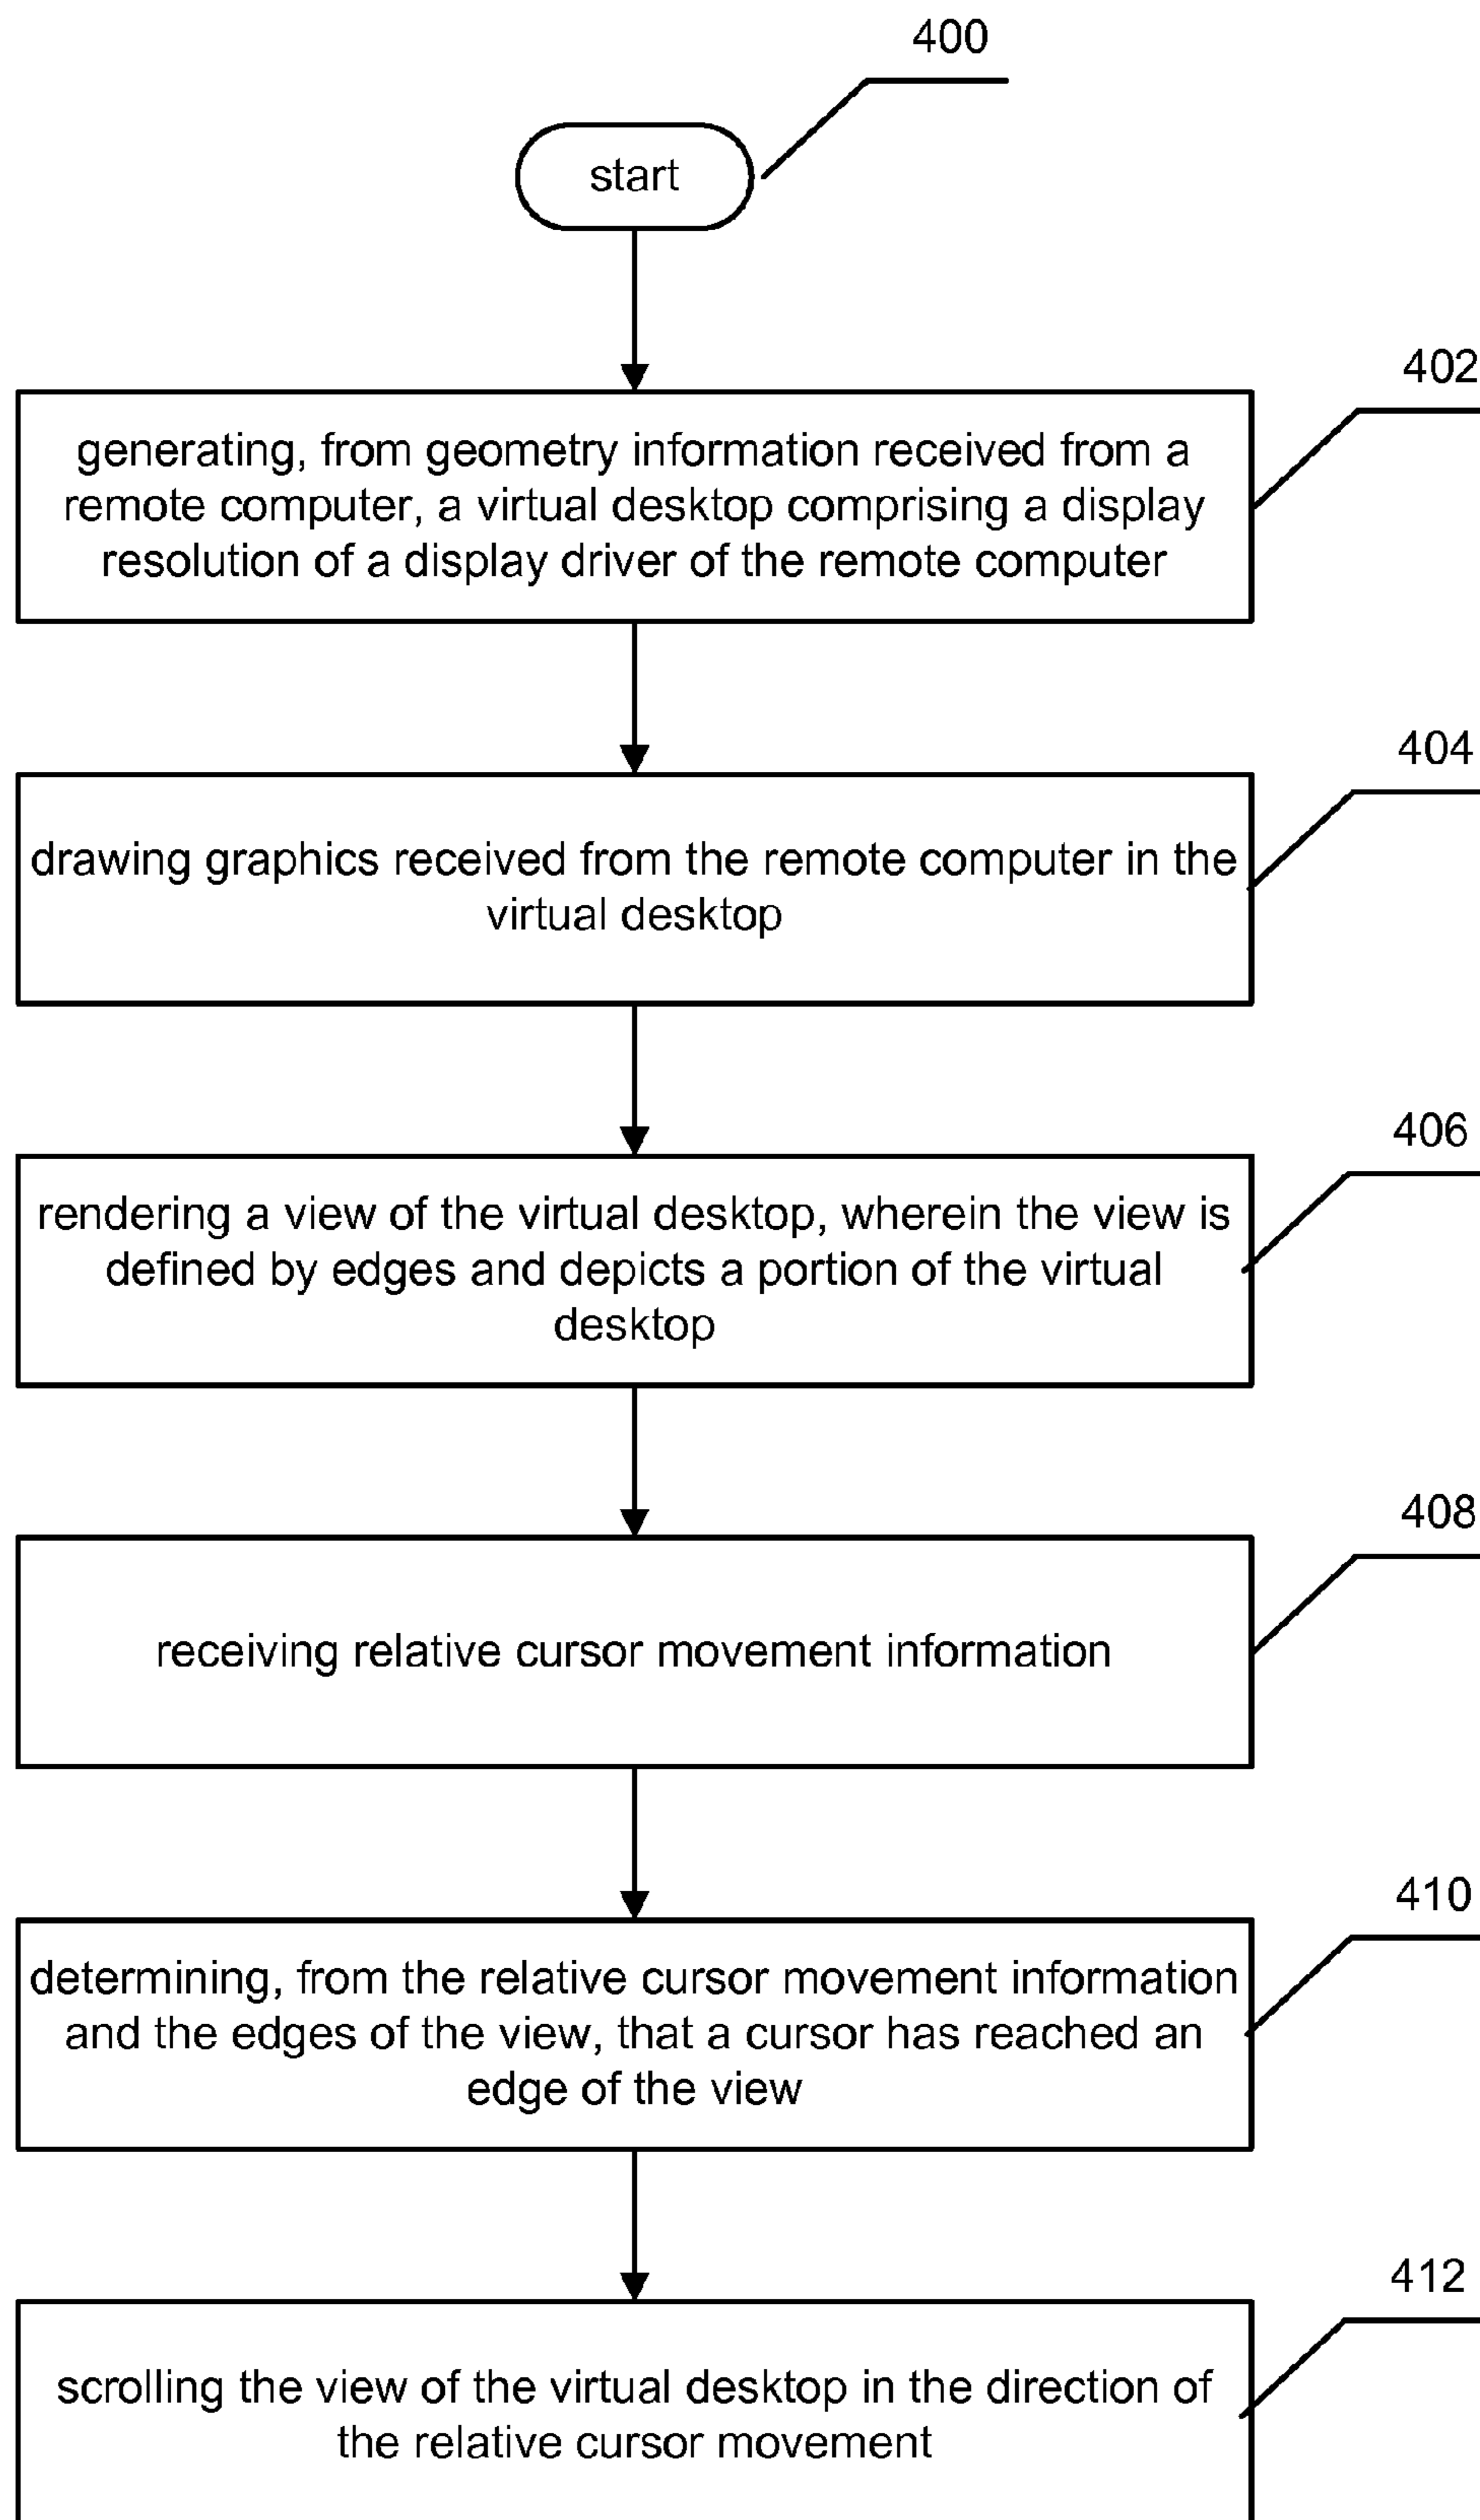 400
start
402
generating, from geometry information received from a
remote computer, a virtual desktop comprising a display
resolution of a display driver of the remote computer
404
drawing graphics received from the remote computer in the
virtual desktop
406
rendering a view of the virtual desktop, wherein the view is
defined by edges and depicts a portion of the virtual
desktop
408
receiving relative cursor movement information
410
determining, from the relative cursor movement information
and the edges of the view, that a cursor has reached an
edge of the view
412
scrolling the view of the virtual desktop in the direction of
the relative cursor movement